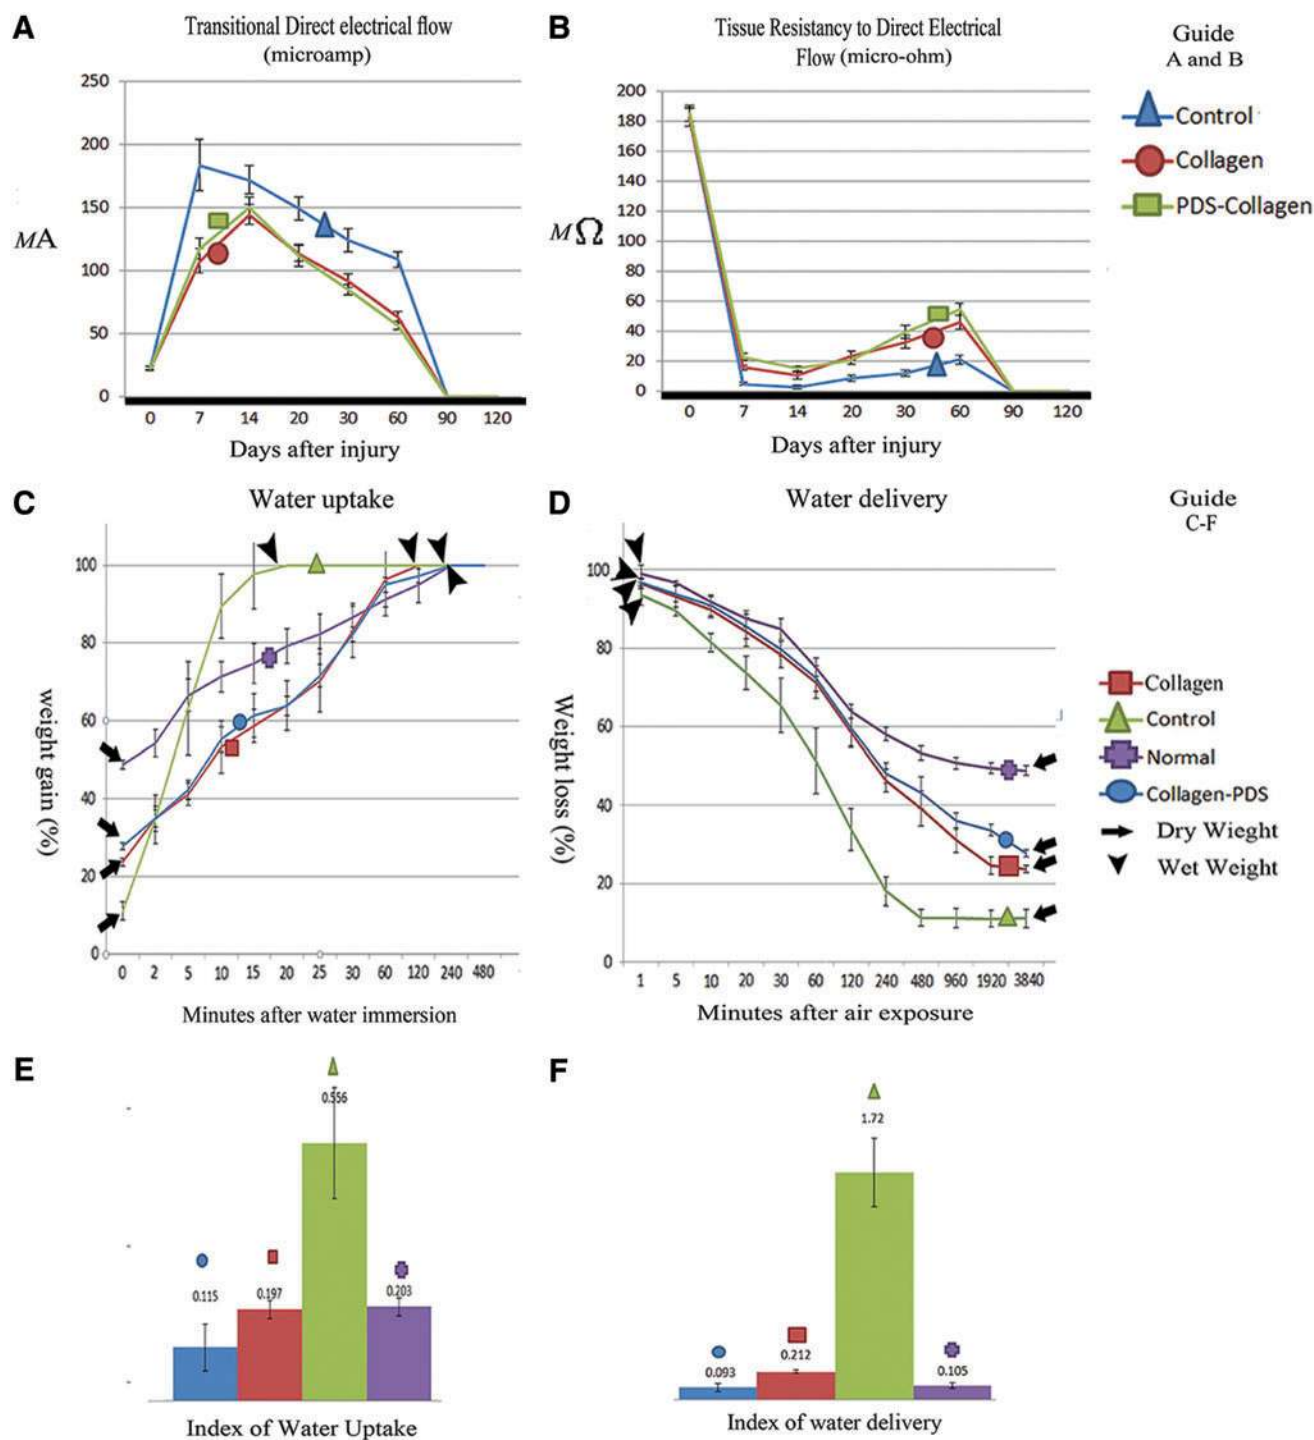 A
Transitional Direct electrical flow
(microamp)
250
200
150
100
50
0
MA
0 7 14 20 30 60 90 120
Days after injury
B
Tissue Resistancy to Direct Electrical
Flow (micro-ohm)
200
180
160
140
120
100
80
60
40
20
0
MΩ
0 7 14 20 30 60 90 120
Days after injury
Guide
A and B
Control
Collagen
PDS-Collagen
C
Water uptake
100
80
60
40
20
0
weight gain (%)
0 2 5 10 15 20 25 30 60 120 240 480
Minutes after water immersion
D
Water delivery
100
80
60
40
20
0
Weight loss (%)
1 5 10 20 30 60 120 240 480 960 1920 3840
Minutes after air exposure
Guide
C-F
Collagen
Control
Normal
Collagen-PDS
Dry Wieght
Wet Weight
E
0.115
0.197
0.556
0.203
Index of Water Uptake
F
0.093
0.212
1.72
0.105
Index of water delivery